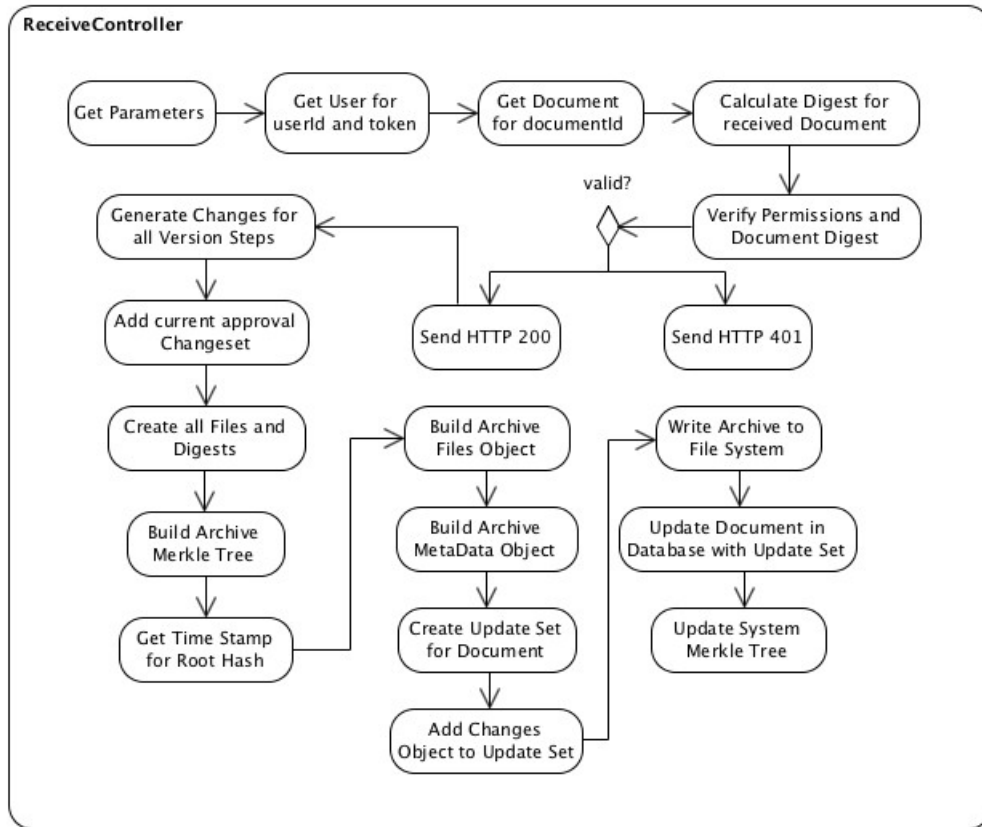 ReceiveController
Get Parameters
Get User for
userId and token
Get Document
for documentId
Calculate Digest for
received Document
valid?
Verify Permissions and
Document Digest
Generate Changes for
all Version Steps
Send HTTP 200
Send HTTP 401
Add current approval
Changeset
Create all Files and
Digests
Build Archive
Merkle Tree
Get Time Stamp
for Root Hash
Build Archive
Files Object
Build Archive
MetaData Object
Create Update Set
for Document
Add Changes
Object to Update Set
Write Archive to
File System
Update Document in
Database with Update Set
Update System
Merkle Tree